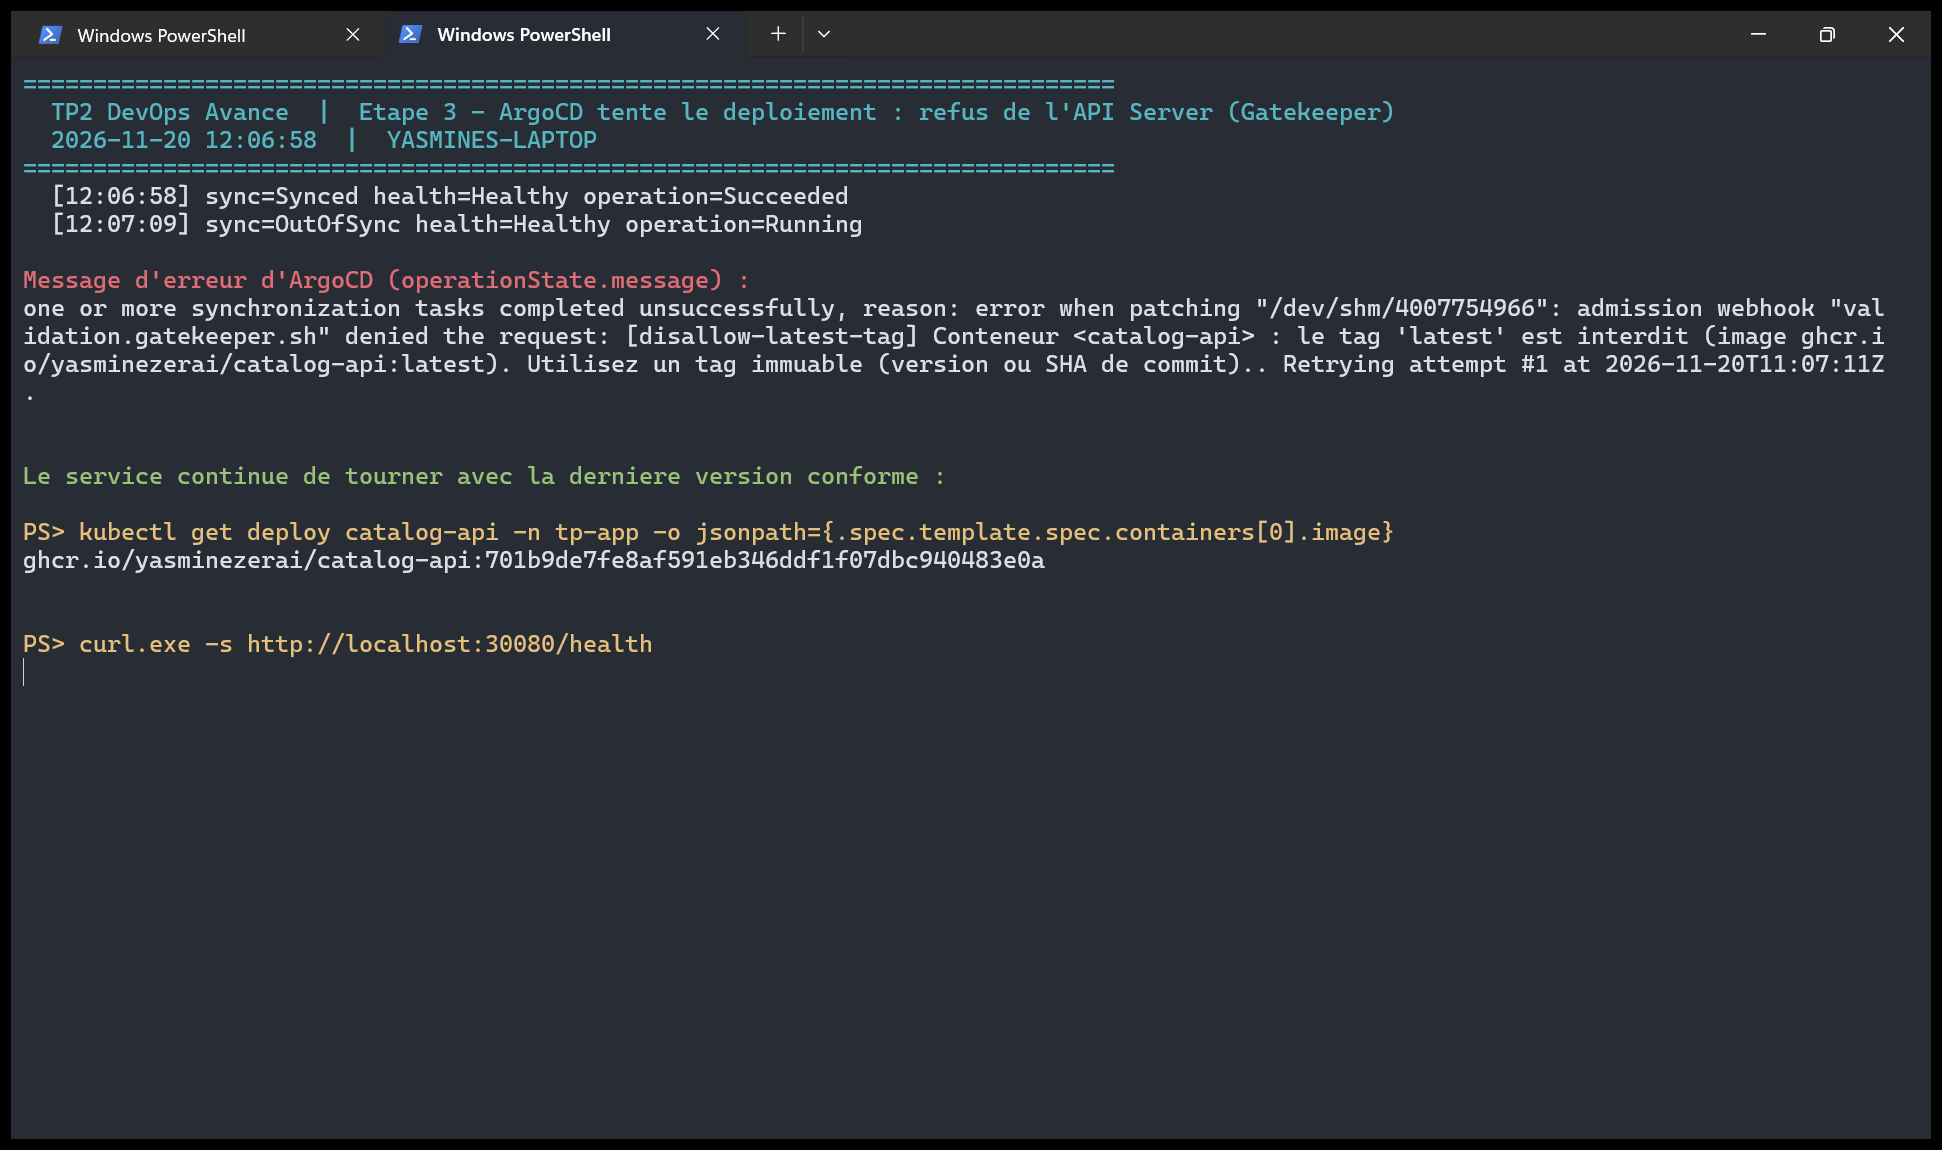 Windows PowerShell
Windows PowerShell
==============================================================================
TP2 DevOps Avance | Etape 3 - ArgoCD tente le deploiement : refus de l'API Server (Gatekeeper)
2026-11-20 12:06:58 | YASMINES-LAPTOP
==============================================================================
[12:06:58] sync=Synced health=Healthy operation=Succeeded
[12:07:09] sync=OutOfSync health=Healthy operation=Running
Message d'erreur d'ArgoCD (operationState.message) :
one or more synchronization tasks completed unsuccessfully, reason: error when patching "/dev/shm/4007754966": admission webhook "val
idation.gatekeeper.sh" denied the request: [disallow-latest-tag] Conteneur <catalog-api> : le tag 'latest' est interdit (image ghcr.i
o/yasminezerai/catalog-api:latest). Utilisez un tag immuable (version ou SHA de commit).. Retrying attempt #1 at 2026-11-20T11:07:11Z
.
Le service continue de tourner avec la derniere version conforme :
PS> kubectl get deploy catalog-api -n tp-app -o jsonpath={.spec.template.spec.containers[0].image}
ghcr.io/yasminezerai/catalog-api:701b9de7fe8af591eb346ddf1f07dbc940483e0a
PS> curl.exe -s http://localhost:30080/health